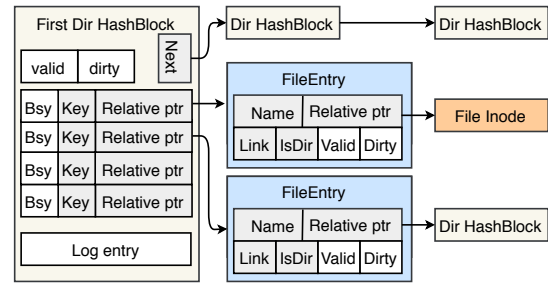 First Dir HashBlock
Next
valid dirty
Bsy Key Relative ptr
Bsy Key Relative ptr
Bsy Key Relative ptr
Bsy Key Relative ptr
Log entry
Dir HashBlock
Dir HashBlock
FileEntry
Name Relative ptr
Link IsDir Valid Dirty
File Inode
FileEntry
Name Relative ptr
Link IsDir Valid Dirty
Dir HashBlock